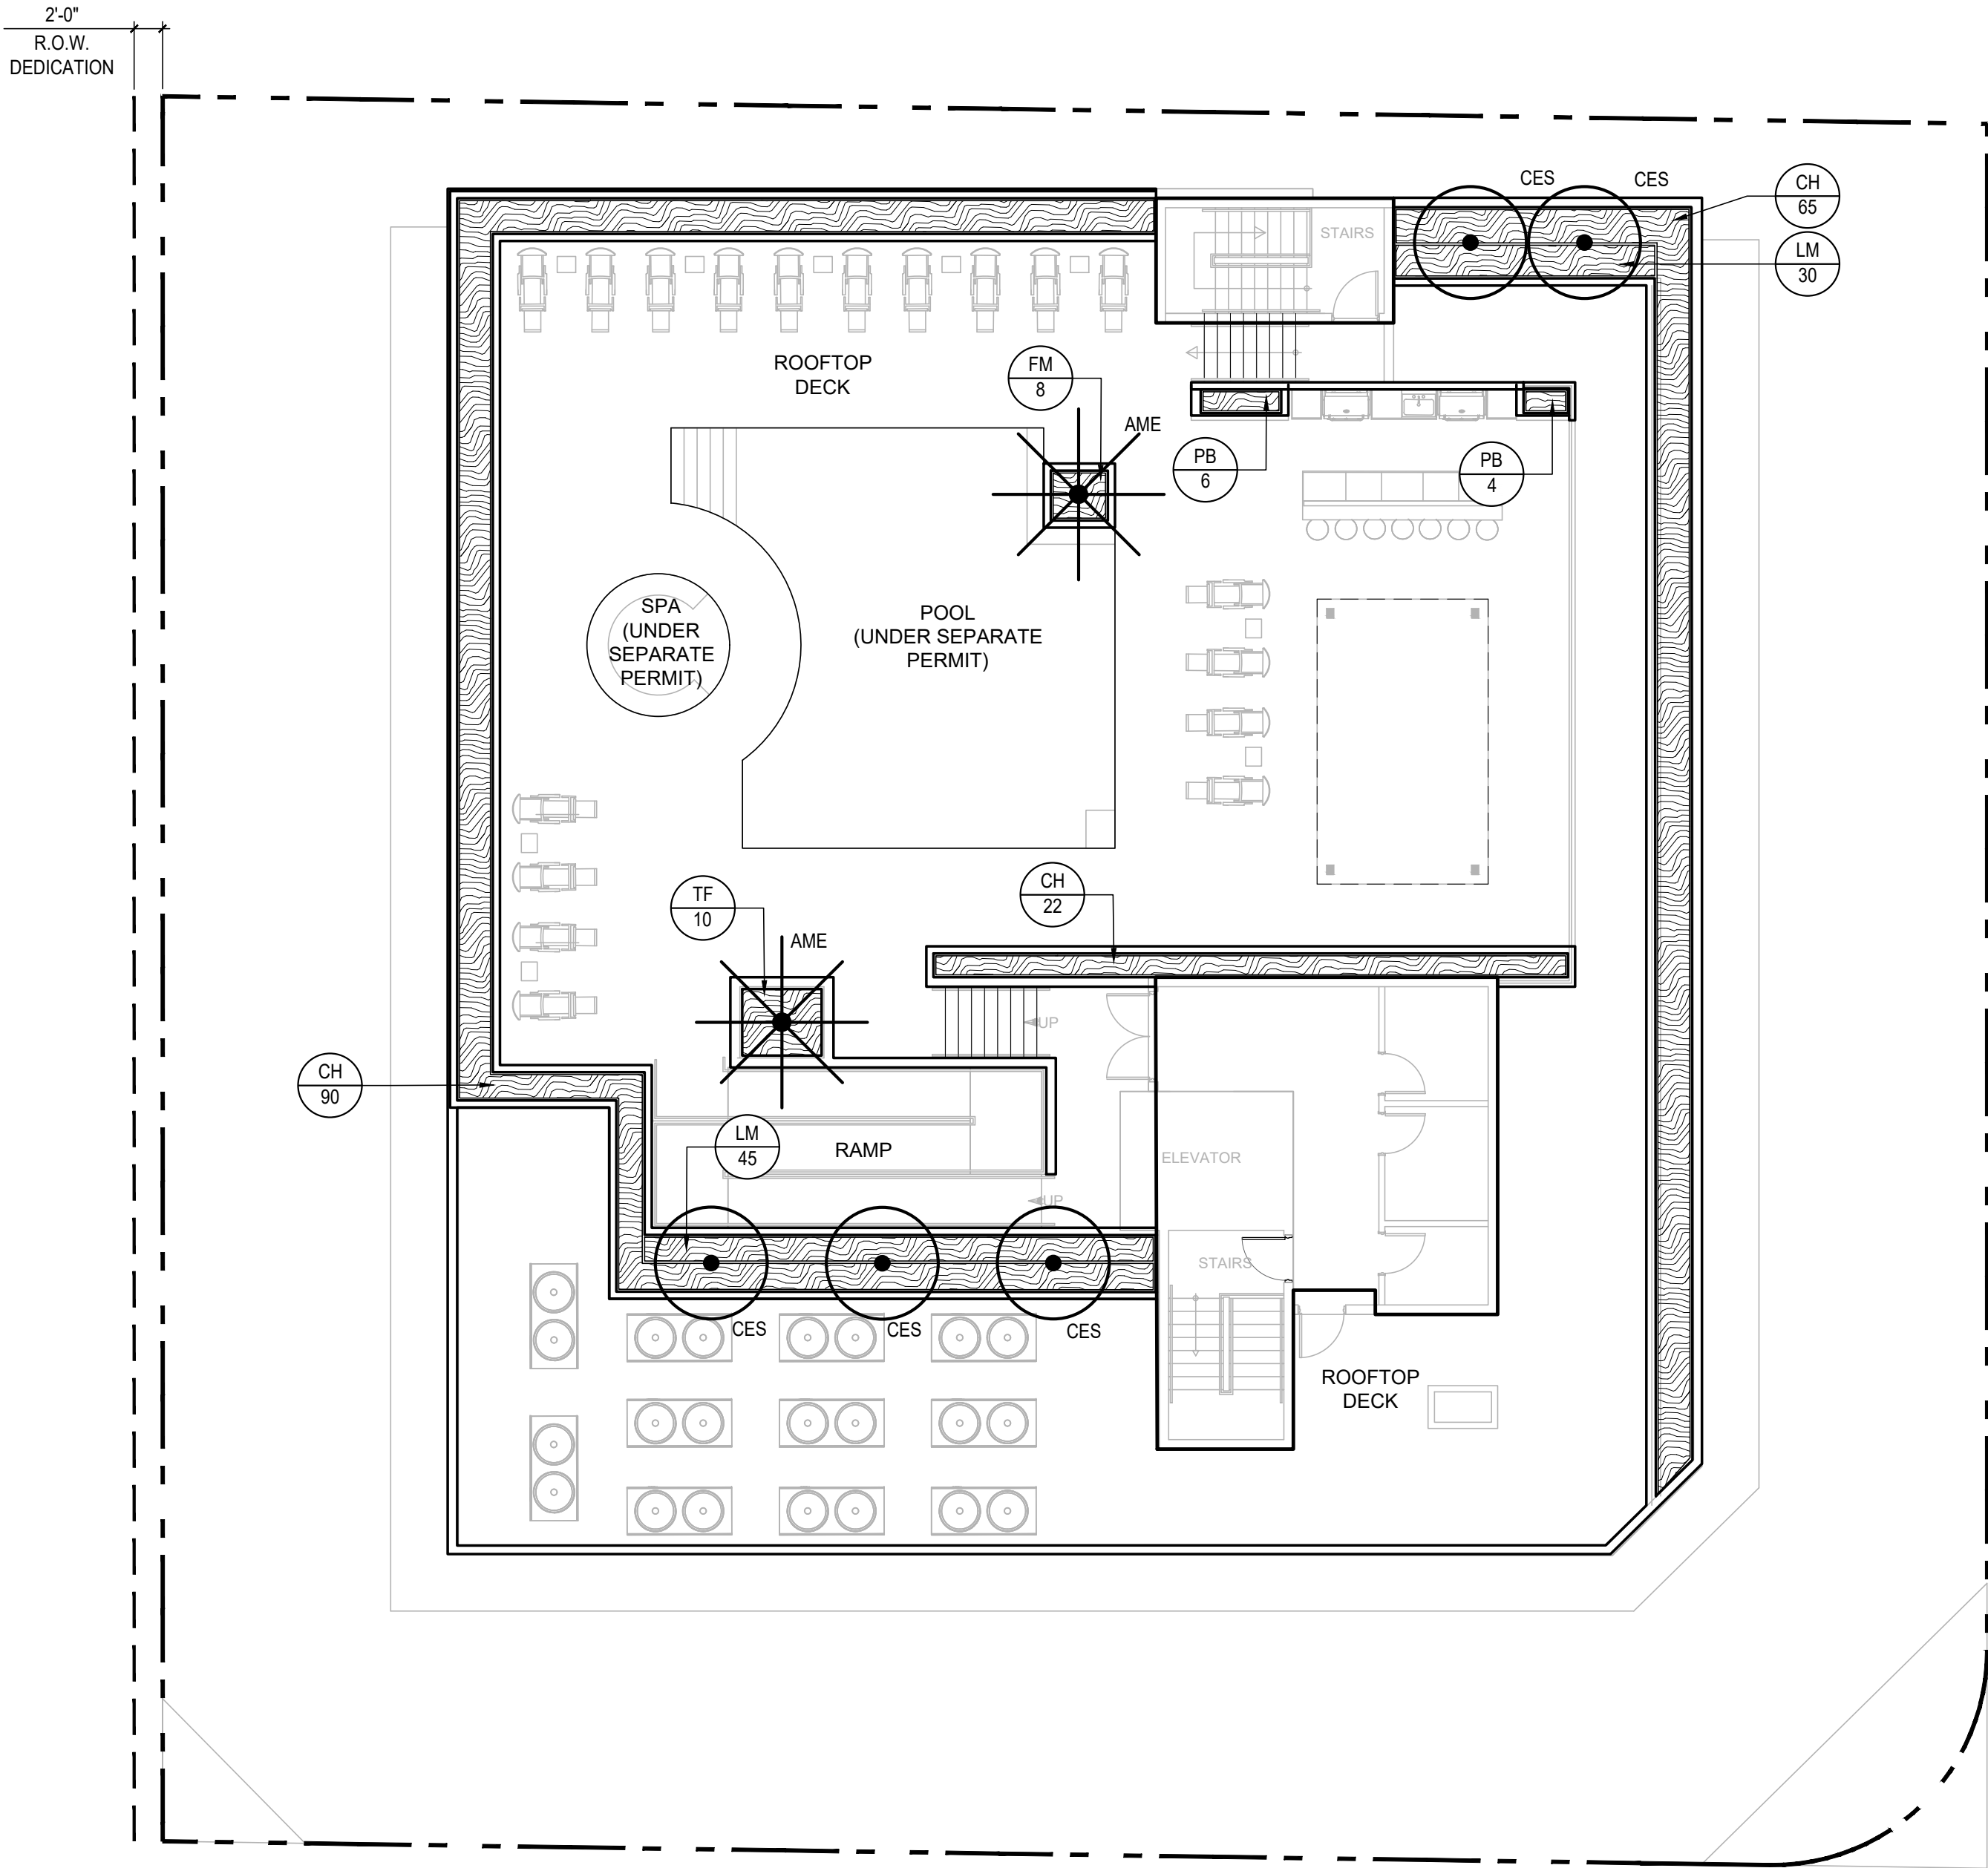 2'-0"
R.O.W.
DEDICATION
CES
CES
CH
65
STAIRS
LM
30
ROOFTOP
DECK
FM
8
AME
PB
6
PB
4
SPA
(UNDER
SEPARATE
PERMIT)
POOL
(UNDER SEPARATE
PERMIT)
TF
10
CH
22
AME
UP
CH
90
LM
45
RAMP
ELEVATOR
UP
STAIRS
CES
CES
CES
ROOFTOP
DECK